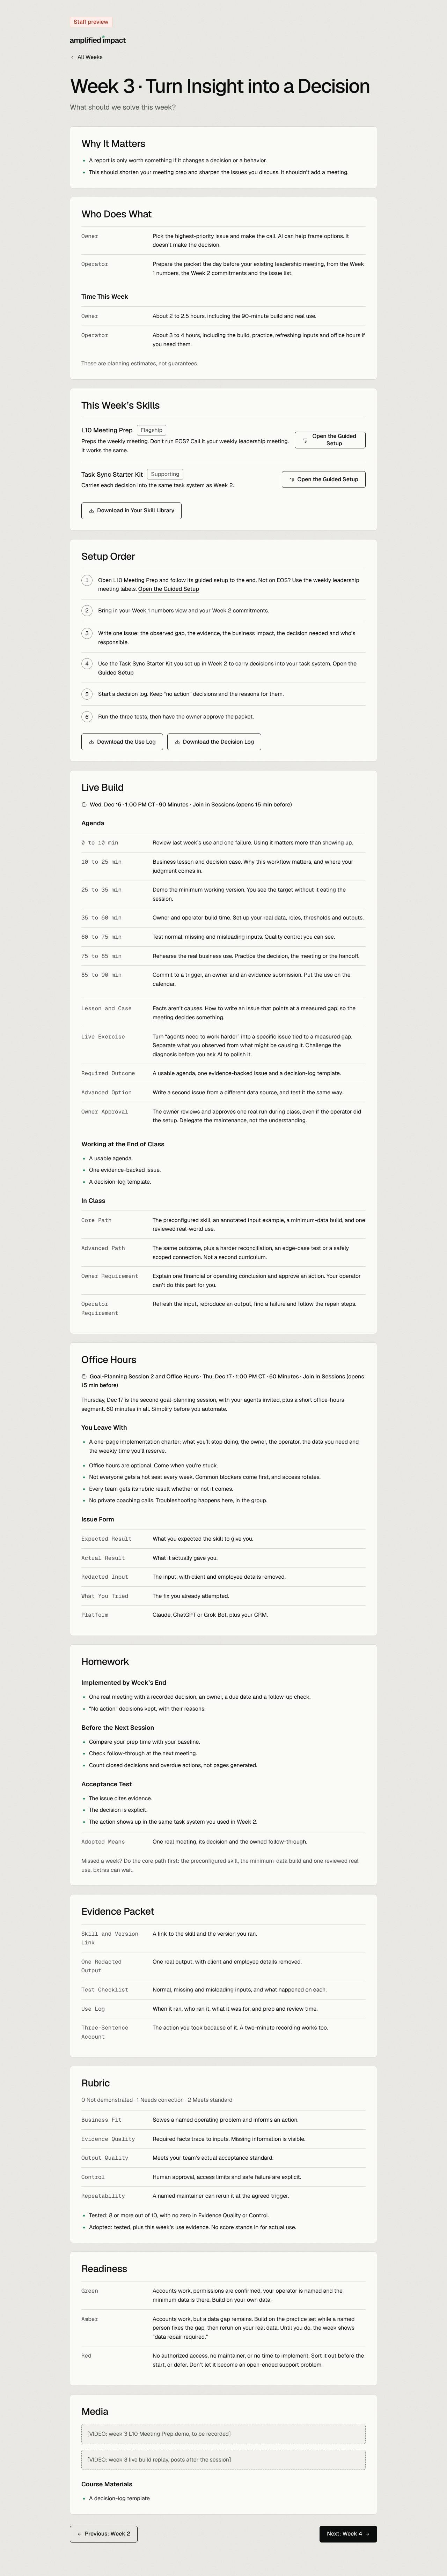 Staff preview
amplified impact
All Weeks
Week 3 · Turn Insight into a Decision
What should we solve this week?
Why It Matters
A report is only worth something if it changes a decision or a behavior.
This should shorten your meeting prep and sharpen the issues you discuss. It shouldn't add a meeting.
Who Does What
Owner
Pick the highest-priority issue and make the call. AI can help frame options. It
doesn't make the decision.
Operator
Prepare the packet the day before your existing leadership meeting, from the Week
1 numbers, the Week 2 commitments and the issue list.
Time This Week
Owner
About 2 to 2.5 hours, including the 90-minute build and real use.
Operator
About 3 to 4 hours, including the build, practice, refreshing inputs and office hours if
you need them.
These are planning estimates, not guarantees.
This Week's Skills
L10 Meeting Prep
Flagship
Preps the weekly meeting. Don't run EOS? Call it your weekly leadership meeting.
It works the same.
Open the Guided
Setup
Task Sync Starter Kit
Supporting
Carries each decision into the same task system as Week 2.
Open the Guided Setup
Download in Your Skill Library
Setup Order
1
Open L10 Meeting Prep and follow its guided setup to the end. Not on EOS? Use the weekly leadership
meeting labels. Open the Guided Setup
2
Bring in your Week 1 numbers view and your Week 2 commitments.
3
Write one issue: the observed gap, the evidence, the business impact, the decision needed and who's
responsible.
4
Use the Task Sync Starter Kit you set up in Week 2 to carry decisions into your task system. Open the
Guided Setup
5
Start a decision log. Keep "no action" decisions and the reasons for them.
6
Run the three tests, then have the owner approve the packet.
Download the Use Log
Download the Decision Log
Live Build
Wed, Dec 16 · 1:00 PM CT · 90 Minutes · Join in Sessions (opens 15 min before)
Agenda
0 to 10 min
Review last week's use and one failure. Using it matters more than showing up.
10 to 25 min
Business lesson and decision case. Why this workflow matters, and where your
judgment comes in.
25 to 35 min
Demo the minimum working version. You see the target without it eating the
session.
35 to 60 min
Owner and operator build time. Set up your real data, roles, thresholds and outputs.
60 to 75 min
Test normal, missing and misleading inputs. Quality control you can see.
75 to 85 min
Rehearse the real business use. Practice the decision, the meeting or the handoff.
85 to 90 min
Commit to a trigger, an owner and an evidence submission. Put the use on the
calendar.
Lesson and Case
Facts aren't causes. How to write an issue that points at a measured gap, so the
meeting decides something.
Live Exercise
Turn "agents need to work harder" into a specific issue tied to a measured gap.
Separate what you observed from what might be causing it. Challenge the
diagnosis before you ask AI to polish it.
Required Outcome
A usable agenda, one evidence-backed issue and a decision-log template.
Advanced Option
Write a second issue from a different data source, and test it the same way.
Owner Approval
The owner reviews and approves one real run during class, even if the operator did
the setup. Delegate the maintenance, not the understanding.
Working at the End of Class
A usable agenda.
One evidence-backed issue.
A decision-log template.
In Class
Core Path
The preconfigured skill, an annotated input example, a minimum-data build, and one
reviewed real-world use.
Advanced Path
The same outcome, plus a harder reconciliation, an edge-case test or a safely
scoped connection. Not a second curriculum.
Owner Requirement
Explain one financial or operating conclusion and approve an action. Your operator
can't do this part for you.
Operator
Requirement
Refresh the input, reproduce an output, find a failure and follow the repair steps.
Office Hours
Goal-Planning Session 2 and Office Hours · Thu, Dec 17 · 1:00 PM CT · 60 Minutes · Join in Sessions (opens
15 min before)
Thursday, Dec 17 is the second goal-planning session, with your agents invited, plus a short office-hours
segment. 60 minutes in all. Simplify before you automate.
You Leave With
A one-page implementation charter: what you'll stop doing, the owner, the operator, the data you need and
the weekly time you'll reserve.
Office hours are optional. Come when you're stuck.
Not everyone gets a hot seat every week. Common blockers come first, and access rotates.
Every team gets its rubric result whether or not it comes.
No private coaching calls. Troubleshooting happens here, in the group.
Issue Form
Expected Result
What you expected the skill to give you.
Actual Result
What it actually gave you.
Redacted Input
The input, with client and employee details removed.
What You Tried
The fix you already attempted.
Platform
Claude, ChatGPT or Grok Bot, plus your CRM.
Homework
Implemented by Week's End
One real meeting with a recorded decision, an owner, a due date and a follow-up check.
"No action" decisions kept, with their reasons.
Before the Next Session
Compare your prep time with your baseline.
Check follow-through at the next meeting.
Count closed decisions and overdue actions, not pages generated.
Acceptance Test
The issue cites evidence.
The decision is explicit.
The action shows up in the same task system you used in Week 2.
Adopted Means
One real meeting, its decision and the owned follow-through.
Missed a week? Do the core path first: the preconfigured skill, the minimum-data build and one reviewed real
use. Extras can wait.
Evidence Packet
Skill and Version
Link
A link to the skill and the version you ran.
One Redacted
Output
One real output, with client and employee details removed.
Test Checklist
Normal, missing and misleading inputs, and what happened on each.
Use Log
When it ran, who ran it, what it was for, and prep and review time.
Three-Sentence
Account
The action you took because of it. A two-minute recording works too.
Rubric
0 Not demonstrated · 1 Needs correction · 2 Meets standard
Business Fit
Solves a named operating problem and informs an action.
Evidence Quality
Required facts trace to inputs. Missing information is visible.
Output Quality
Meets your team's actual acceptance standard.
Control
Human approval, access limits and safe failure are explicit.
Repeatability
A named maintainer can rerun it at the agreed trigger.
Tested: 8 or more out of 10, with no zero in Evidence Quality or Control.
Adopted: tested, plus this week's use evidence. No score stands in for actual use.
Readiness
Green
Accounts work, permissions are confirmed, your operator is named and the
minimum data is there. Build on your own data.
Amber
Accounts work, but a data gap remains. Build on the practice set while a named
person fixes the gap, then rerun on your real data. Until you do, the week shows
"data repair required."
Red
No authorized access, no maintainer, or no time to implement. Sort it out before the
start, or defer. Don't let it become an open-ended support problem.
Media
[VIDEO: week 3 L10 Meeting Prep demo, to be recorded]
[VIDEO: week 3 live build replay, posts after the session]
Course Materials
A decision-log template
← Previous: Week 2
Next: Week 4 →